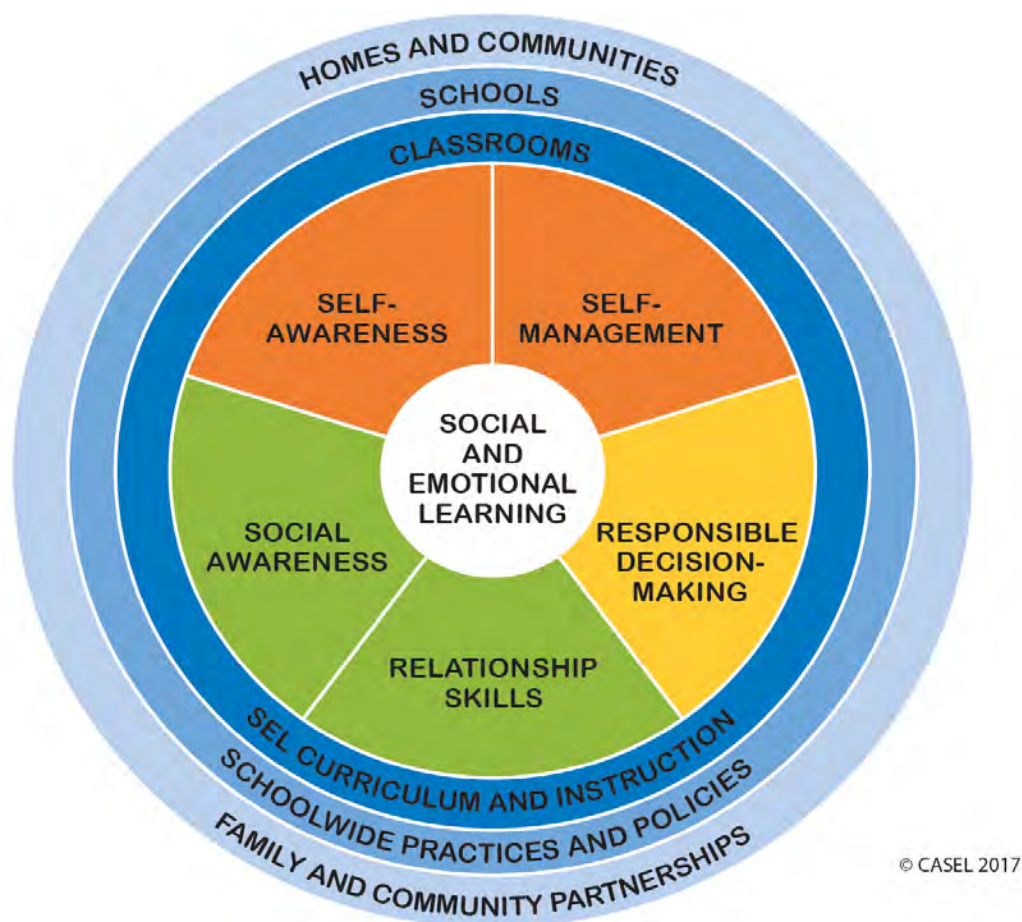 HOMES AND COMMUNITIES
SCHOOLS
CLASSROOMS
SELF-
AWARENESS
SELF-
MANAGEMENT
SOCIAL
AND
EMOTIONAL
LEARNING
SOCIAL
AWARENESS
RESPONSIBLE
DECISION-
MAKING
RELATIONSHIP
SKILLS
SEL CURRICULUM AND INSTRUCTION
SCHOOLWIDE PRACTICES AND POLICIES
FAMILY AND COMMUNITY PARTNERSHIPS
© CASEL 2017